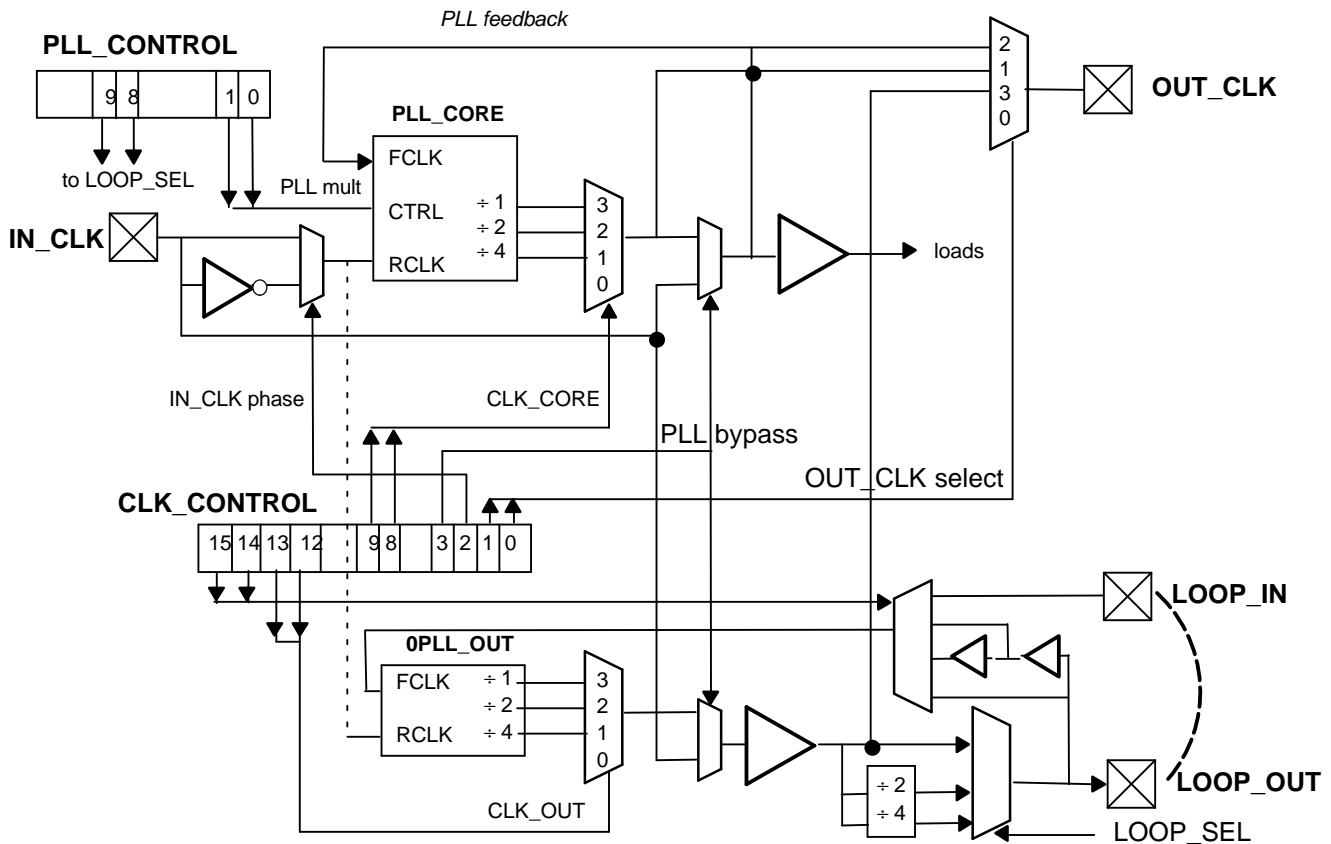 PLL feedback
PLL_CONTROL
9 8 1 0
to LOOP_SEL
PLL mult
PLL_CORE
FCLK
CTRL
RCLK
÷ 1
÷ 2
÷ 4
3
2
1
0
2
1
3
0
OUT_CLK
IN_CLK
loads
IN_CLK phase
CLK_CORE
PLL bypass
OUT_CLK select
CLK_CONTROL
15 14 13 12 9 8 3 2 1 0
LOOP_IN
0PLL_OUT
FCLK
RCLK
÷ 1
÷ 2
÷ 4
3
2
1
0
CLK_OUT
÷ 2
÷ 4
LOOP_OUT
LOOP_SEL